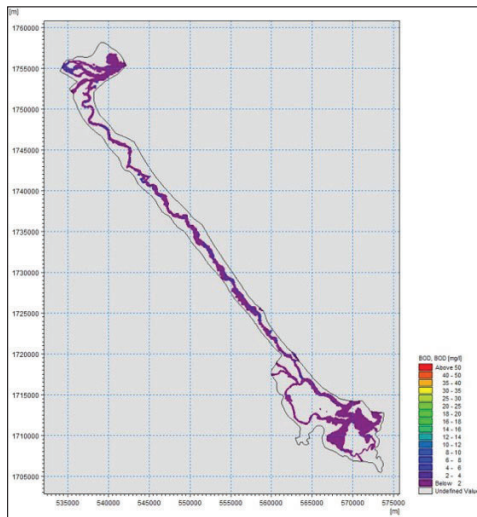 [m]
1760000
1755000
1750000
1745000
1740000
1735000
1730000
1725000
1720000
1715000
1710000
1705000
535000 540000 545000 550000 555000 560000 565000 570000 575000
[m]
BOD, BOD [mg/l]
Above 50
40 - 50
35 - 40
30 - 35
25 - 30
20 - 25
18 - 20
16 - 18
14 - 16
12 - 14
10 - 12
8 - 10
6 - 8
4 - 6
2 - 4
Below 2
Undefined Value